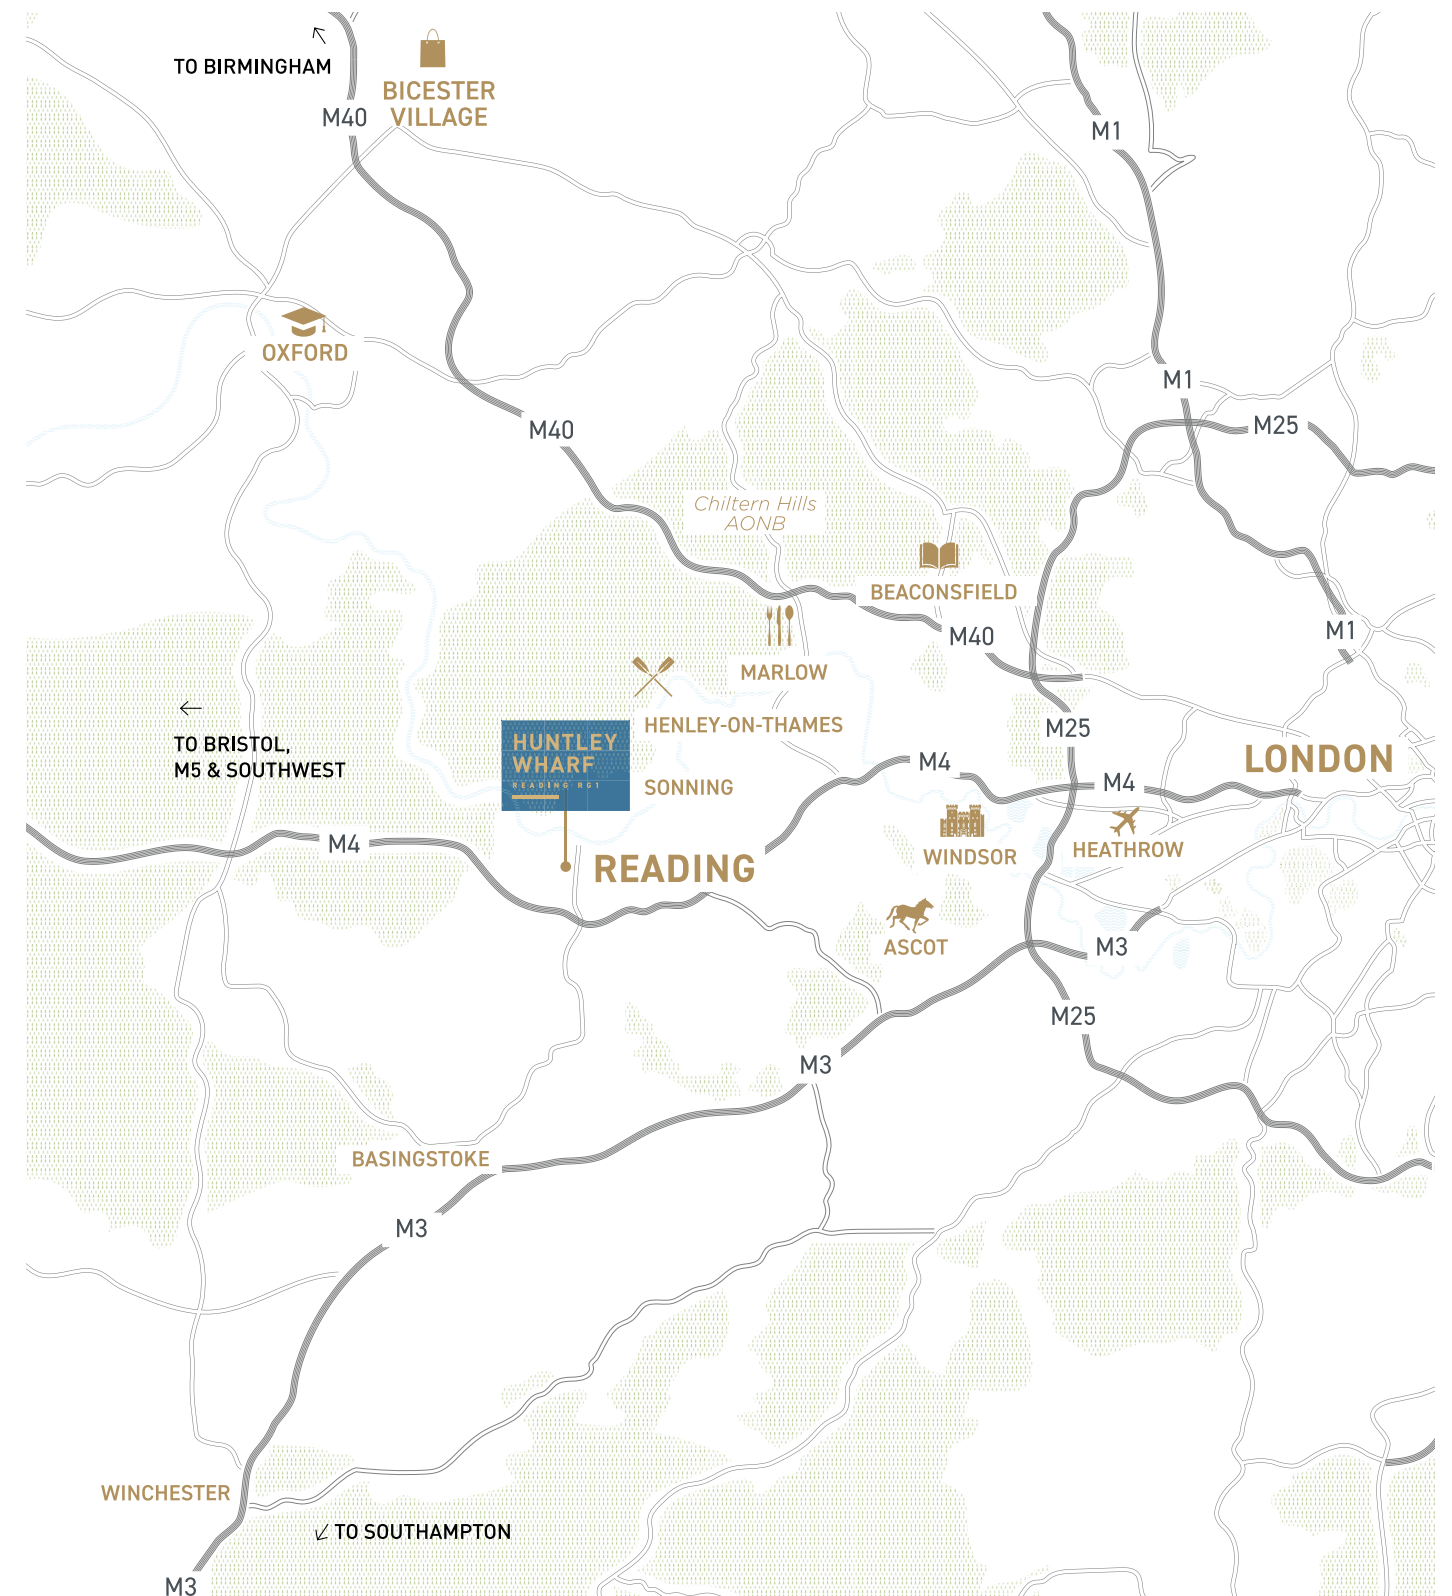 TO BIRMINGHAM
BICESTER
VILLAGE
M40
M1
OXFORD
M1
M25
M40
Chiltern Hills
AONB
BEACONSFIELD
M40
M1
MARLOW
HENLEY-ON-THAMES
M25
TO BRISTOL,
M5 & SOUTHWEST
HUNTLEY
WHARF
READING RG1
SONNING
LONDON
M4
M4
M4
WINDSOR
HEATHROW
READING
ASCOT
M3
M25
M3
BASINGSTOKE
M3
WINCHESTER
TO SOUTHAMPTON
M3